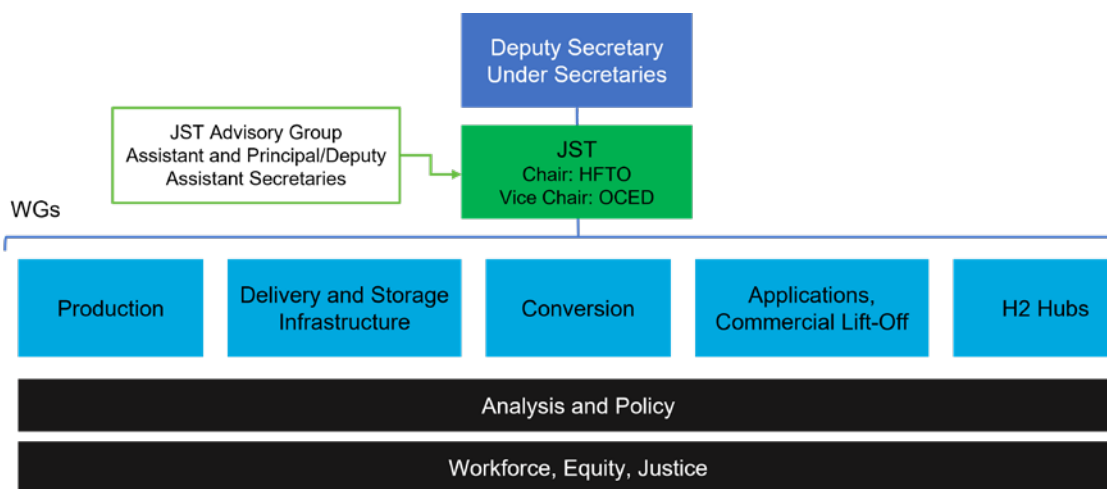 Deputy Secretary
Under Secretaries
JST Advisory Group
Assistant and Principal/Deputy
Assistant Secretaries
JST
Chair: HFTO
Vice Chair: OCED
WGs
Production
Delivery and Storage
Infrastructure
Conversion
Applications,
Commercial Lift-Off
H2 Hubs
Analysis and Policy
Workforce, Equity, Justice